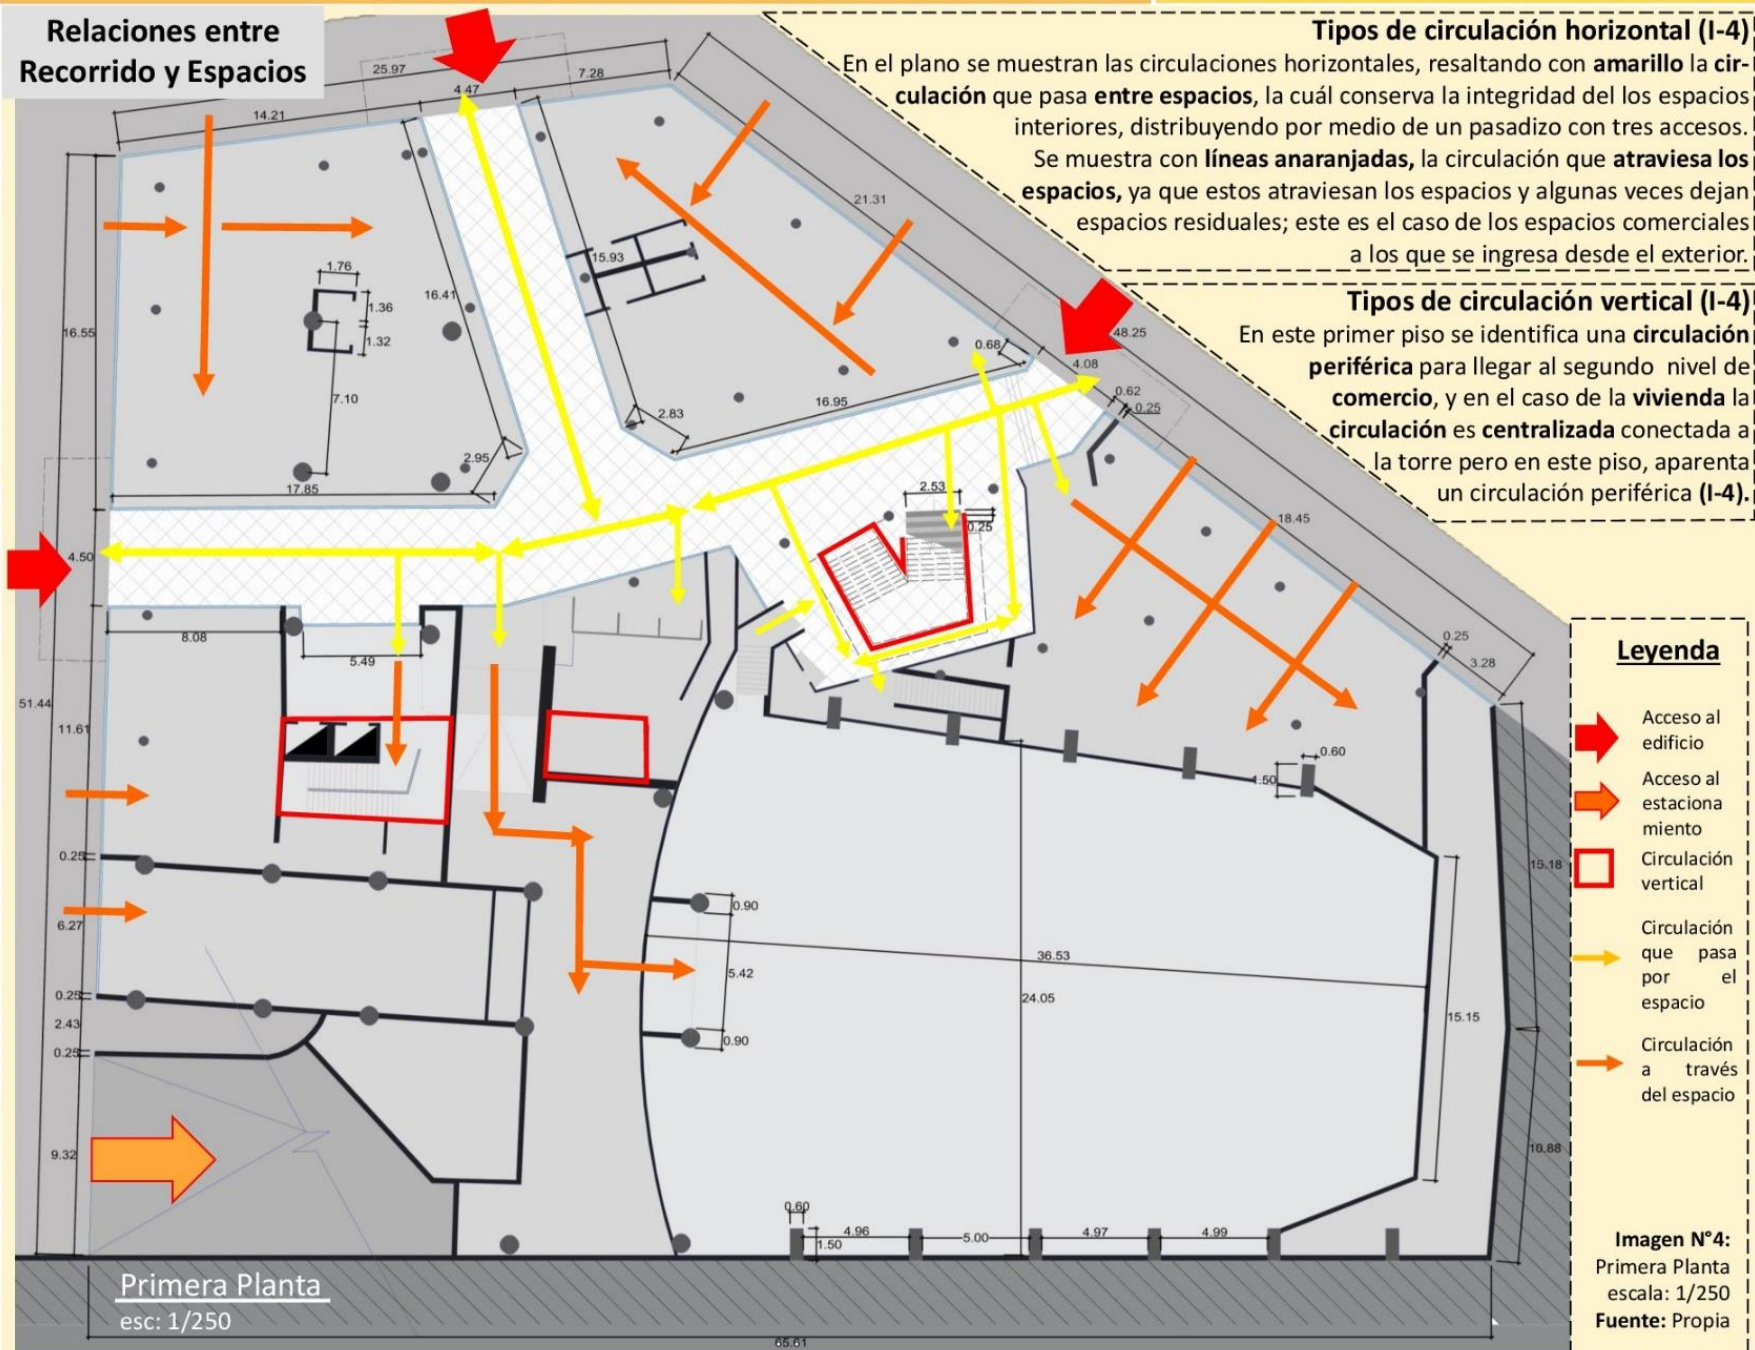 Relaciones entre
Recorrido y Espacios
Tipos de circulación horizontal (I-4)
En el plano se muestran las circulaciones horizontales, resaltando con amarillo la cir-
culación que pasa entre espacios, la cuál conserva la integridad del los espacios
interiores, distribuyendo por medio de un pasadizo con tres accesos.
Se muestra con líneas anaranjadas, la circulación que atraviesa los
espacios, ya que estos atraviesan los espacios y algunas veces dejan
espacios residuales; este es el caso de los espacios comerciales
a los que se ingresa desde el exterior.
Tipos de circulación vertical (I-4)
En este primer piso se identifica una circulación
periférica para llegar al segundo nivel de
comercio, y en el caso de la vivienda la
circulación es centralizada conectada a
la torre pero en este piso, aparenta
un circulación periférica (I-4).
25.97
7.28
4.47
14.21
21.31
15.93
1.76
1.36
1.32
16.41
16.55
7.10
48.25
0.68
4.08
0.62
0.25
16.95
2.83
2.95
17.85
2.53
0.25
18.45
4.50
8.08
5.49
0.25
3.28
51.44
11.61
0.60
1.50
0.25
15.18
0.90
6.27
36.53
5.42
24.05
0.25
2.43
15.15
0.90
0.25
9.32
10.88
0.60
1.50
4.96
5.00
4.97
4.99
65.61
Leyenda
Acceso al
edificio
Acceso al
estaciona
miento
Circulación
vertical
Circulación
que pasa
por el
espacio
Circulación
a través
del espacio
Imagen N°4:
Primera Planta
escala: 1/250
Fuente: Propia
Primera Planta
esc: 1/250